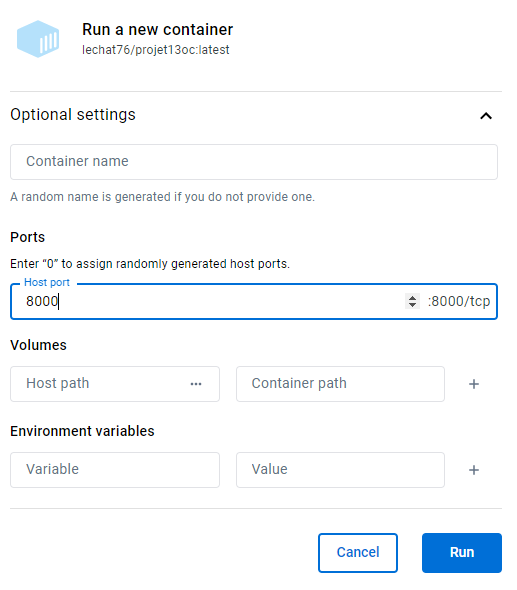 Run a new container
lechat76/projet13oc:latest
Optional settings
Container name
A random name is generated if you do not provide one.
Ports
Enter “0” to assign randomly generated host ports.
Host port
8000 :8000/tcp
Volumes
Host path ••• Container path +
Environment variables
Variable Value +
Cancel Run